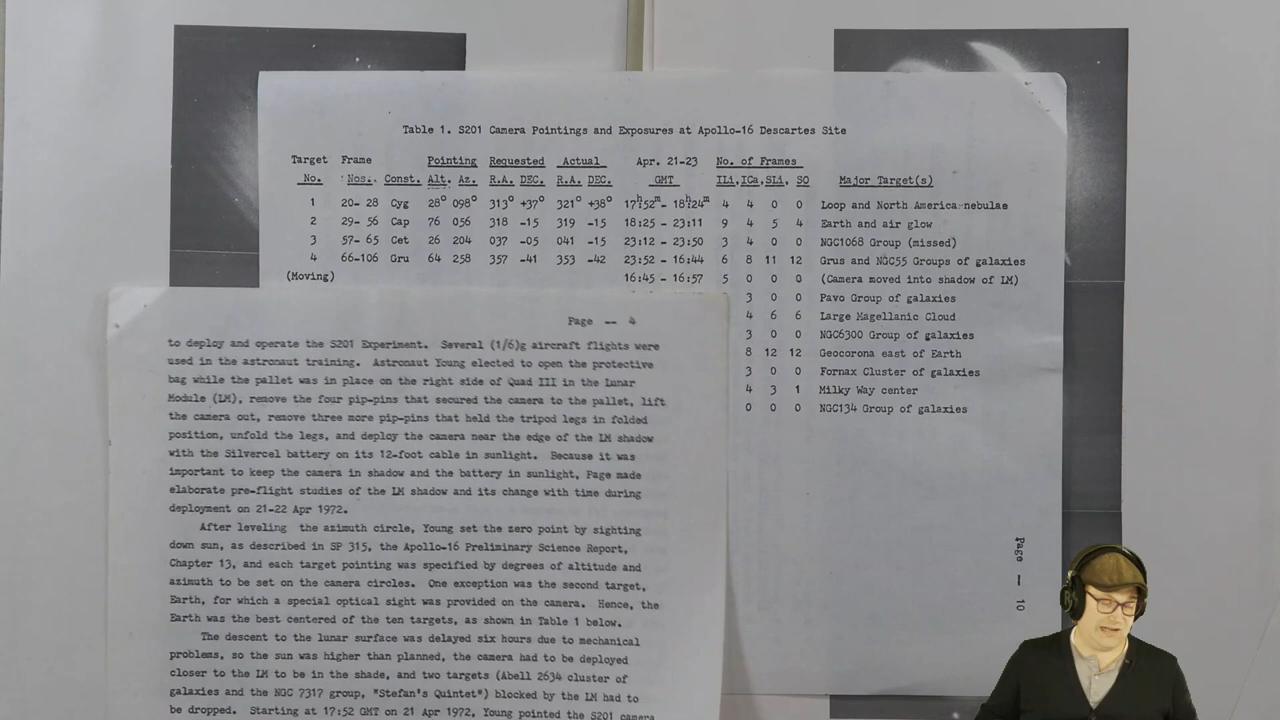 Table 1. S201 Camera Pointings and Exposures at Apollo-16 Descartes Site
Target Frame Pointing Requested Actual Apr. 21-23 No. of Frames
No. Nos. Const. Alt. Az. R.A. DEC. R.A. DEC. GMT ILi, ICa, SLi, SO Major Target(s)
1 20- 28 Cyg 28° 098° 313° +37° 321° +38° 17h52m - 18h24m 4 4 0 0 Loop and North America nebulae
2 29- 56 Cap 76 056 318 -15 319 -15 18:25 - 23:11 9 4 5 4 Earth and air glow
3 57- 65 Cet 26 204 037 -05 041 -15 23:12 - 23:50 3 4 0 0 NGC1068 Group (missed)
4 66-106 Gru 64 258 357 -41 353 -42 23:52 - 16:44 6 8 11 12 Grus and NGC55 Groups of galaxies
(Moving) 16:45 - 16:57 5 0 0 0 (Camera moved into shadow of LM)
3 0 0 Pavo Group of galaxies
4 6 6 Large Magellanic Cloud
3 0 0 NGC6300 Group of galaxies
8 12 12 Geocorona east of Earth
3 0 0 Fornax Cluster of galaxies
4 3 1 Milky Way center
0 0 0 NGC134 Group of galaxies
Page — 10
Page -- 4
to deploy and operate the S201 Experiment. Several (1/6)g aircraft flights were
used in the astronaut training. Astronaut Young elected to open the protective
bag while the pallet was in place on the right side of Quad III in the Lunar
Module (LM), remove the four pip-pins that secured the camera to the pallet, lift
the camera out, remove three more pip-pins that held the tripod legs in folded
position, unfold the legs, and deploy the camera near the edge of the LM shadow
with the Silvercel battery on its 12-foot cable in sunlight. Because it was
important to keep the camera in shadow and the battery in sunlight, Page made
elaborate pre-flight studies of the LM shadow and its change with time during
deployment on 21-22 Apr 1972.
After leveling the azimuth circle, Young set the zero point by sighting
down sun, as described in SP 315, the Apollo-16 Preliminary Science Report,
Chapter 13, and each target pointing was specified by degrees of altitude and
azimuth to be set on the camera circles. One exception was the second target,
Earth, for which a special optical sight was provided on the camera. Hence, the
Earth was the best centered of the ten targets, as shown in Table 1 below.
The descent to the lunar surface was delayed six hours due to mechanical
problems, so the sun was higher than planned, the camera had to be deployed
closer to the LM to be in the shade, and two targets (Abell 2634 cluster of
galaxies and the NGC 7317 group, "Stefan's Quintet") blocked by the LM had to
be dropped. Starting at 17:52 GMT on 21 Apr 1972, Young pointed the S201 camera